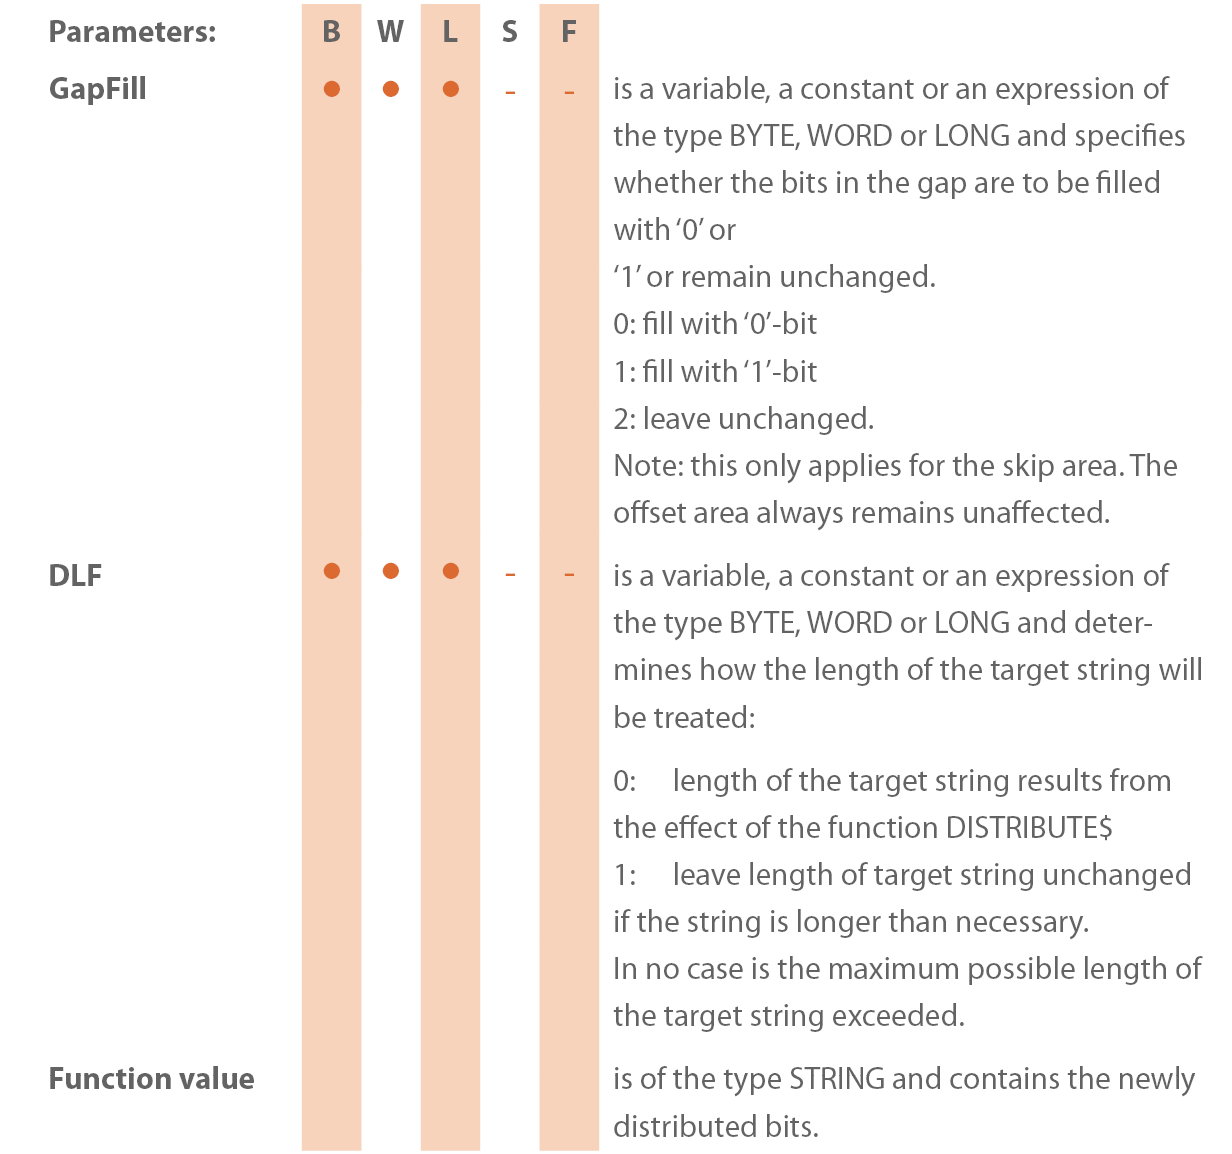 Parameters: B W L S F
GapFill ● ● ● - - is a variable, a constant or an expression of
the type BYTE, WORD or LONG and specifies
whether the bits in the gap are to be filled
with ‘0’ or
‘1’ or remain unchanged.
0: fill with ‘0’-bit
1: fill with ‘1’-bit
2: leave unchanged.
Note: this only applies for the skip area. The
offset area always remains unaffected.
DLF ● ● ● - - is a variable, a constant or an expression of
the type BYTE, WORD or LONG and deter-
mines how the length of the target string will
be treated:
0: length of the target string results from
the effect of the function DISTRIBUTE$
1: leave length of target string unchanged
if the string is longer than necessary.
In no case is the maximum possible length of
the target string exceeded.
Function value is of the type STRING and contains the newly
distributed bits.